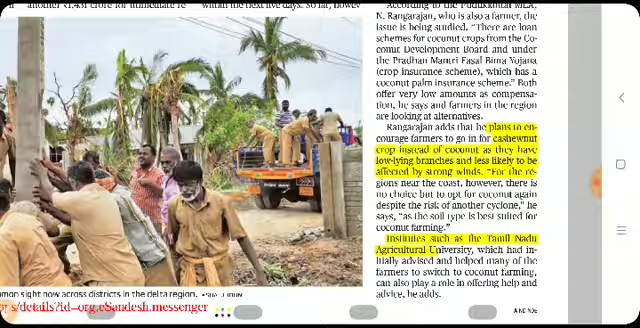 another ₹1.431 crore for immediate re-
within the next five days. So far, howev-
According to the Pudukkottai MLA,
N. Rangarajan, who is also a farmer, the
issue is being studied. "There are loan
schemes for coconut crops from the Co-
conut Development Board and under
the Pradhan Mantri Fasal Bima Yojana
(crop insurance scheme), which has a
coconut palm insurance scheme." Both
offer very low amounts as compensa-
tion, he says and farmers in the region
are looking at alternatives.
Rangarajan adds that he plans to en-
courage farmers to go in for cashewnut
crop instead of coconut as they have
low-lying branches and less likely to be
affected by strong winds. "For the re-
gions near the coast, however, there is
no choice but to opt for coconut again
despite the risk of another cyclone," he
says, "as the soil type is best suited for
coconut farming."
Institutes such as the Tamil Nadu
Agricultural University, which had in-
itially advised and helped many of the
farmers to switch to coconut farming,
can also play a role in offering help and
advice, he adds.
mmon sight now across districts in the delta region.
ps/details?id=org.eSandesh.messenger